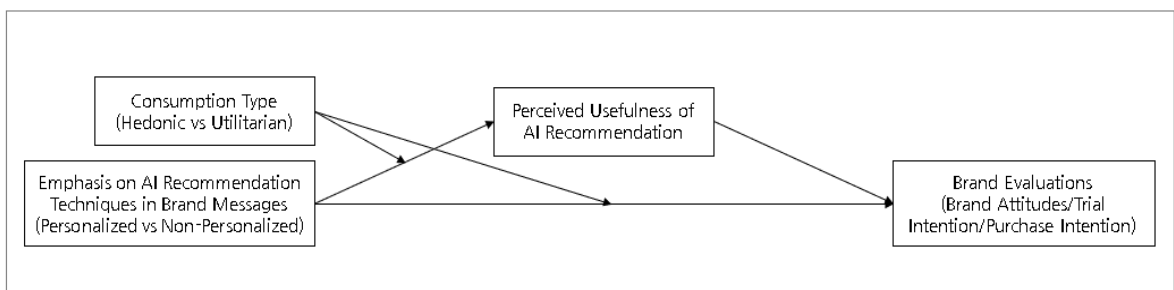 Consumption Type
(Hedonic vs Utilitarian)
Perceived Usefulness of
AI Recommendation
Emphasis on AI Recommendation
Techniques in Brand Messages
(Personalized vs Non-Personalized)
Brand Evaluations
(Brand Attitudes/Trial
Intention/Purchase Intention)